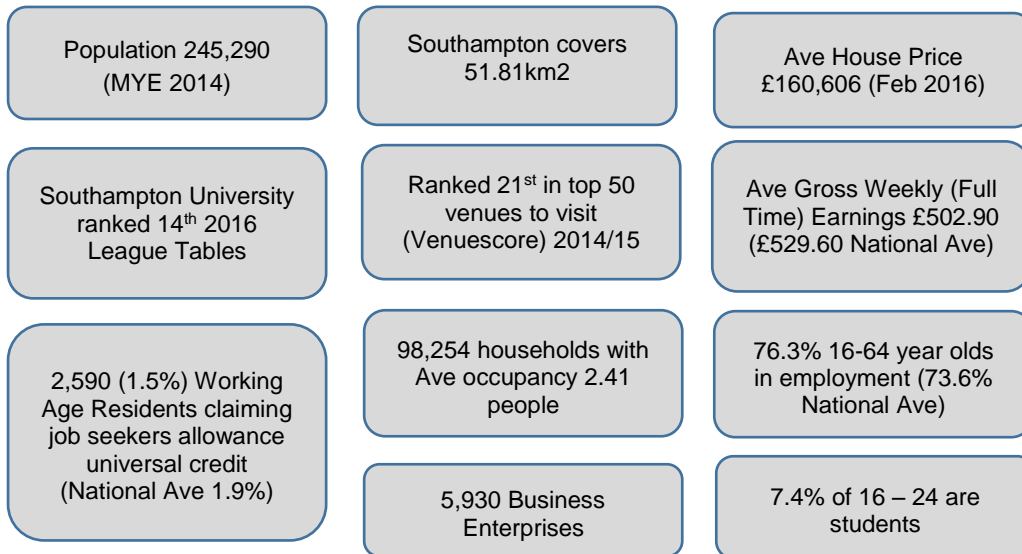 Population 245,290
(MYE 2014)
Southampton covers
51.81km2
Ave House Price
£160,606 (Feb 2016)
Southampton University
ranked 14th 2016
League Tables
Ranked 21st in top 50
venues to visit
(Venuescore) 2014/15
Ave Gross Weekly (Full
Time) Earnings £502.90
(£529.60 National Ave)
2,590 (1.5%) Working
Age Residents claiming
job seekers allowance
universal credit
(National Ave 1.9%)
98,254 households with
Ave occupancy 2.41
people
76.3% 16-64 year olds
in employment (73.6%
National Ave)
5,930 Business
Enterprises
7.4% of 16 – 24 are
students